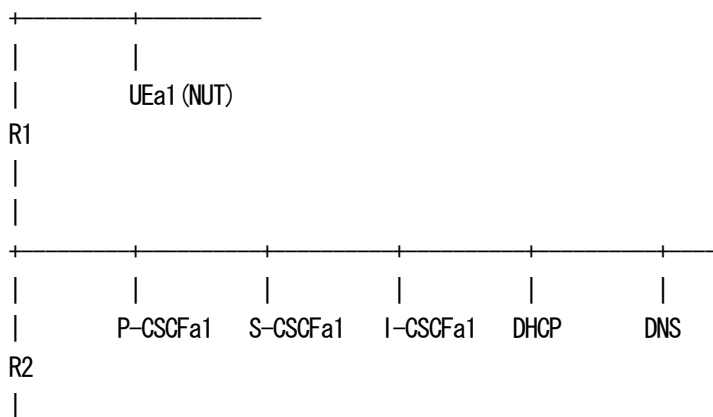 UEa1(NUT)
R1
P-CSCFa1 S-CSCFa1 I-CSCFa1 DHCP DNS
R2